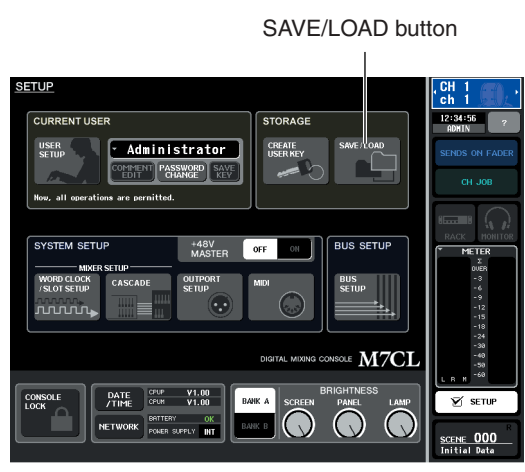 SAVE/LOAD button
SETUP
CURRENT USER
USER
SETUP
Administrator
COMMENT
EDIT
PASSWORD
CHANGE
SAVE
KEY
Now, all operations are permitted.
STORAGE
CREATE
USER KEY
SAVE/LOAD
SYSTEM SETUP
+48V
MASTER
OFF
ON
MIXER SETUP
WORD CLOCK
/SLOT SETUP
CASCADE
OUTPORT
SETUP
MIDI
BUS SETUP
BUS
SETUP
DIGITAL MIXING CONSOLE M7CL
CONSOLE
LOCK
DATE
/TIME
CPUP V1.00
CPUM V1.00
NETWORK
BATTERY OK
POWER SUPPLY INT
BANK A
BANK B
BRIGHTNESS
SCREEN
PANEL
LAMP
CH 1
ch 1
12:34:56
ADMIN
?
SENDS ON FADER
CH JOB
RACK
MONITOR
METER
Σ
OVER
-3
-6
-9
-12
-15
-18
-24
-30
-40
-50
-60
L R M
SETUP
R
SCENE 000
Initial Data